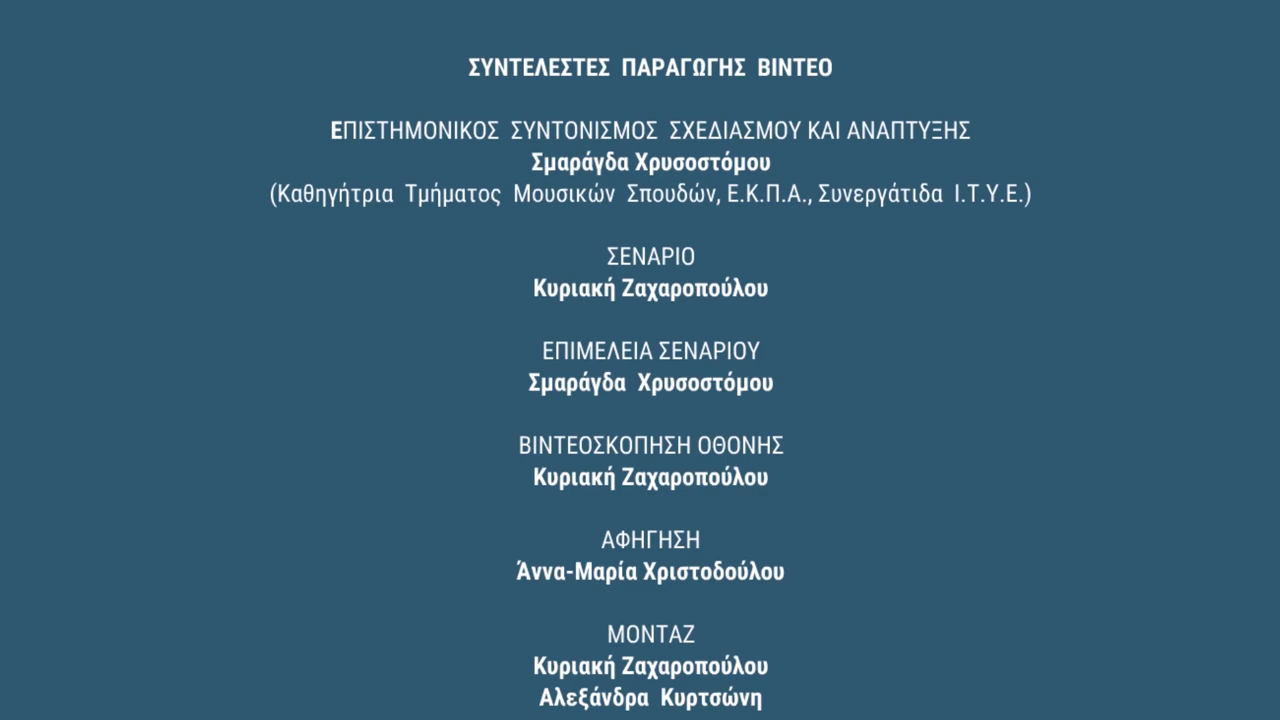 ΣΥΝΤΕΛΕΣΤΕΣ ΠΑΡΑΓΩΓΗΣ ΒΙΝΤΕΟ
ΕΠΙΣΤΗΜΟΝΙΚΟΣ ΣΥΝΤΟΝΙΣΜΟΣ ΣΧΕΔΙΑΣΜΟΥ ΚΑΙ ΑΝΑΠΤΥΞΗΣ
Σμαράγδα Χρυσοστόμου
(Καθηγήτρια Τμήματος Μουσικών Σπουδών, Ε.Κ.Π.Α., Συνεργάτιδα Ι.Τ.Υ.Ε.)
ΣΕΝΑΡΙΟ
Κυριακή Ζαχαροπούλου
ΕΠΙΜΕΛΕΙΑ ΣΕΝΑΡΙΟΥ
Σμαράγδα Χρυσοστόμου
ΒΙΝΤΕΟΣΚΟΠΗΣΗ ΟΘΟΝΗΣ
Κυριακή Ζαχαροπούλου
ΑΦΗΓΗΣΗ
Άννα-Μαρία Χριστοδούλου
ΜΟΝΤΑΖ
Κυριακή Ζαχαροπούλου
Αλεξάνδρα Κυρτσώνη